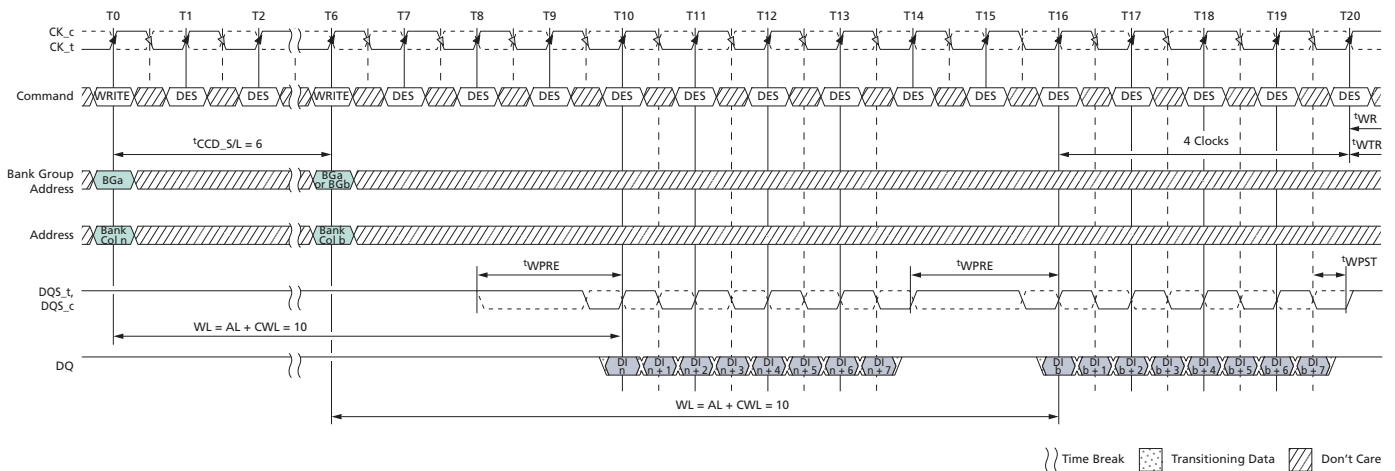 T0 T1 T2 T6 T7 T8 T9 T10 T11 T12 T13 T14 T15 T16 T17 T18 T19 T20
CK_c
CK_t
Command WRITE DES DES WRITE DES DES DES DES DES DES DES DES DES DES DES DES DES DES
tWR
tCCD_S/L = 6
4 Clocks
tWTR
Bank Group
Address
BGa
BGa
or BGb
Address
Bank
Col n
Bank
Col b
tWPRE
tWPRE
tWPST
DQS_t,
DQS_c
WL = AL + CWL = 10
DQ
DI
n
DI
n + 1
DI
n + 2
DI
n + 3
DI
n + 4
DI
n + 5
DI
n + 6
DI
n + 7
DI
b
DI
b + 1
DI
b + 2
DI
b + 3
DI
b + 4
DI
b + 5
DI
b + 6
DI
b + 7
WL = AL + CWL = 10
Time Break Transitioning Data Don't Care